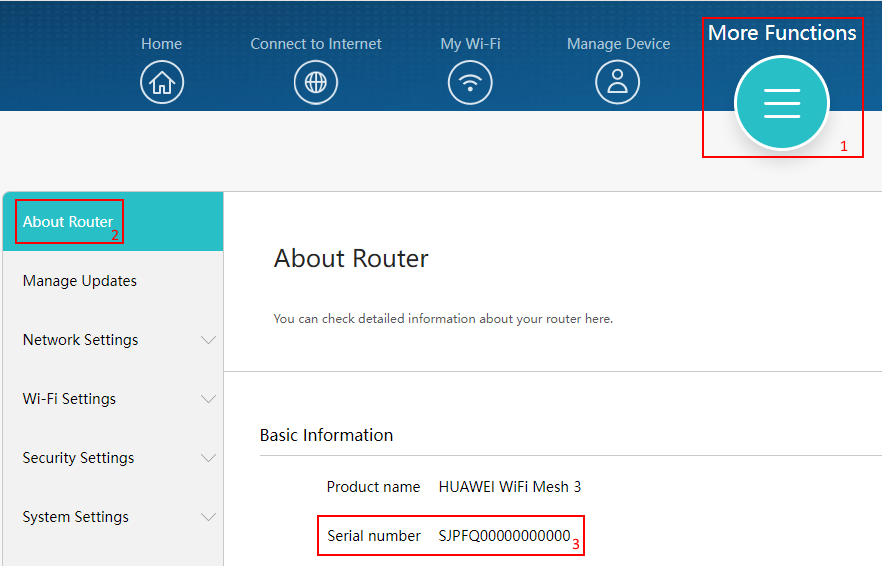 Home
Connect to Internet
My Wi-Fi
Manage Device
More Functions
1
About Router
2
Manage Updates
Network Settings
Wi-Fi Settings
Security Settings
System Settings
About Router
You can check detailed information about your router here.
Basic Information
Product name HUAWEI WiFi Mesh 3
Serial number SJPFQ00000000000
3